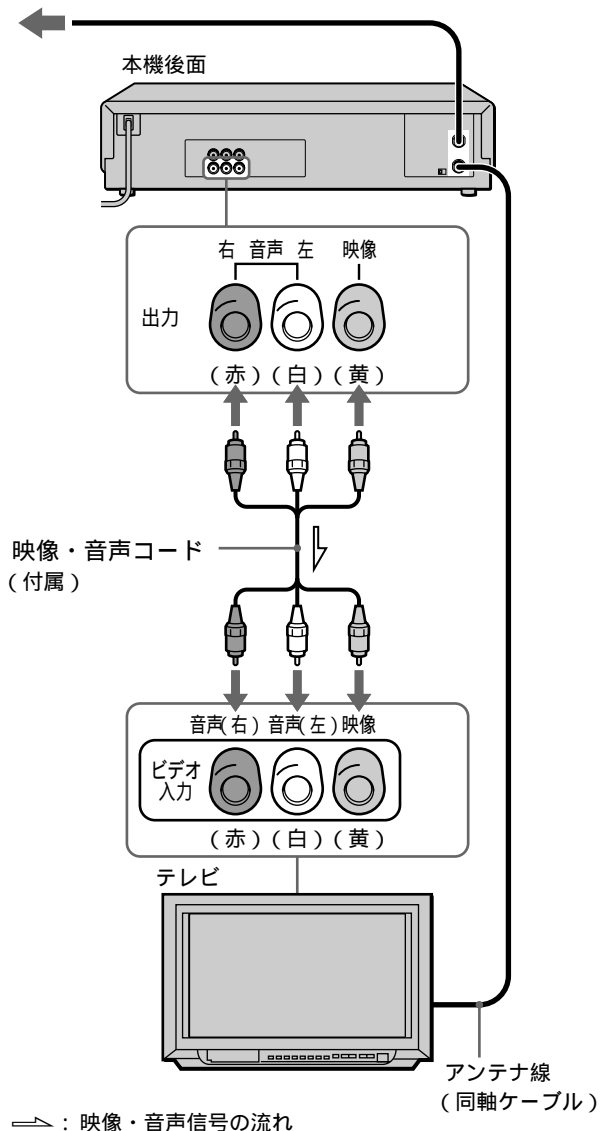 本機後面
右 音声 左 映像
出力
（赤）（白）（黄）
映像・音声コード
（付属）
音声（右）音声（左）映像
ビデオ
入力
（赤）（白）（黄）
テレビ
アンテナ線
（同軸ケーブル）
：映像・音声信号の流れ